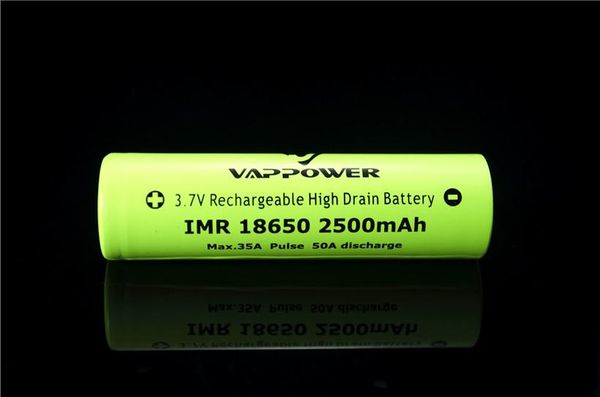 VAPPOWER
+ 3.7V Rechargeable High Drain Battery -
IMR 18650 2500mAh
Max.35A Pulse 50A discharge